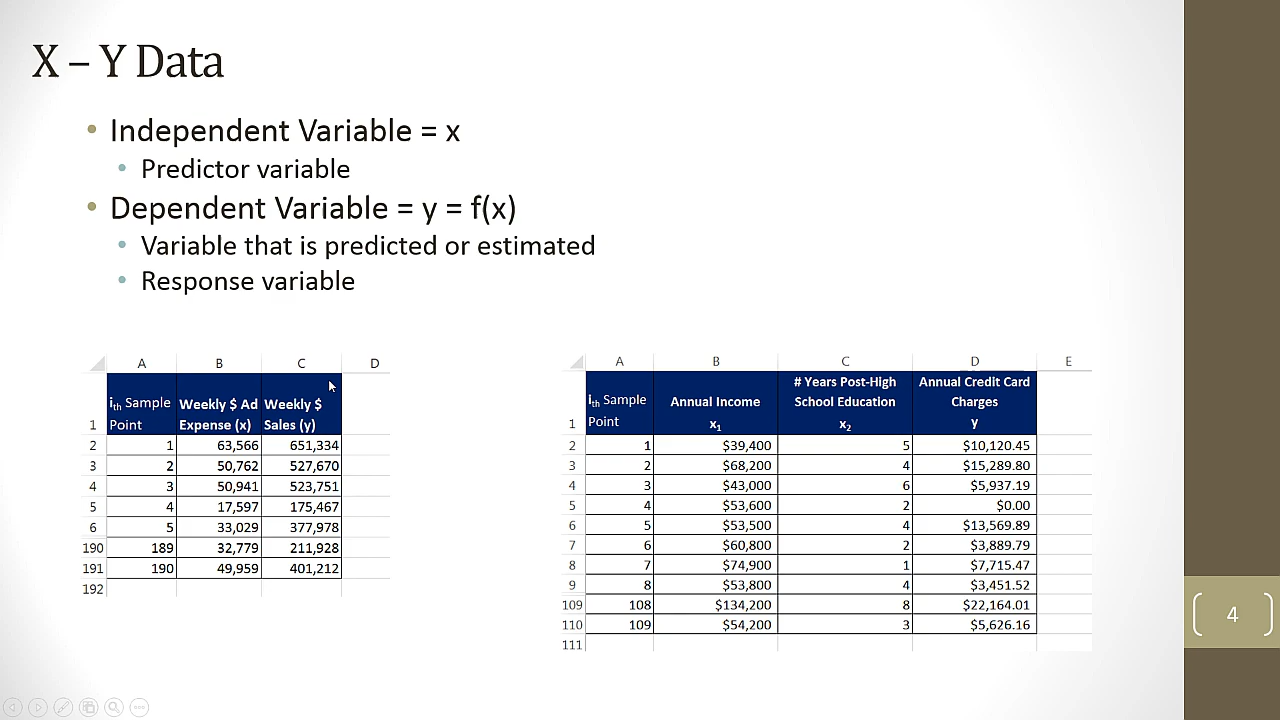 X – Y Data
• Independent Variable = x
• Predictor variable
• Dependent Variable = y = f(x)
• Variable that is predicted or estimated
• Response variable
A B C D
1 ith Sample Point Weekly $ Ad Expense (x) Weekly $ Sales (y)
2 1 63,566 651,334
3 2 50,762 527,670
4 3 50,941 523,751
5 4 17,597 175,467
6 5 33,029 377,978
190 189 32,779 211,928
191 190 49,959 401,212
192
A B C D E
1 ith Sample Point Annual Income x1 # Years Post-High School Education x2 Annual Credit Card Charges y
2 1 $39,400 5 $10,120.45
3 2 $68,200 4 $15,289.80
4 3 $43,000 6 $5,937.19
5 4 $53,600 2 $0.00
6 5 $53,500 4 $13,569.89
7 6 $60,800 2 $3,889.79
8 7 $74,900 1 $7,715.47
9 8 $53,800 4 $3,451.52
109 108 $134,200 8 $22,164.01
110 109 $54,200 3 $5,626.16
111
4